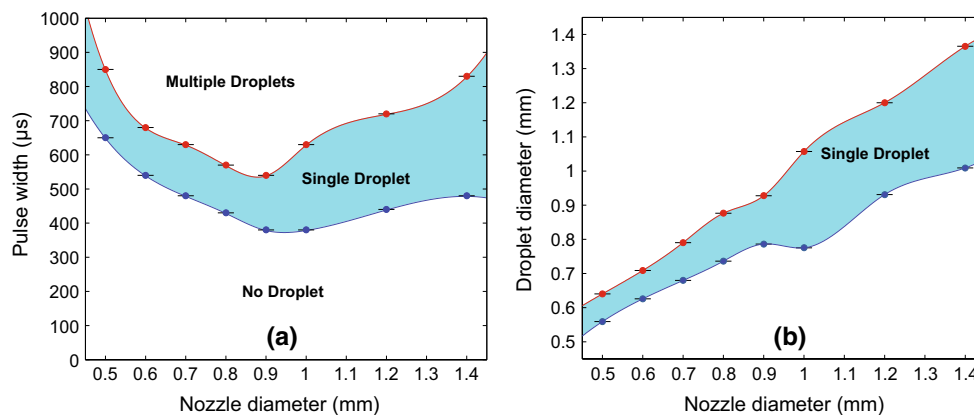 1000
900
800
700
600
500
400
300
200
100
0
Pulse width (µs)
Multiple Droplets
Single Droplet
No Droplet
(a)
0.5 0.6 0.7 0.8 0.9 1 1.1 1.2 1.3 1.4
Nozzle diameter (mm)
1.4
1.3
1.2
1.1
1
0.9
0.8
0.7
0.6
0.5
Droplet diameter (mm)
Single Droplet
(b)
0.5 0.6 0.7 0.8 0.9 1 1.1 1.2 1.3 1.4
Nozzle diameter (mm)